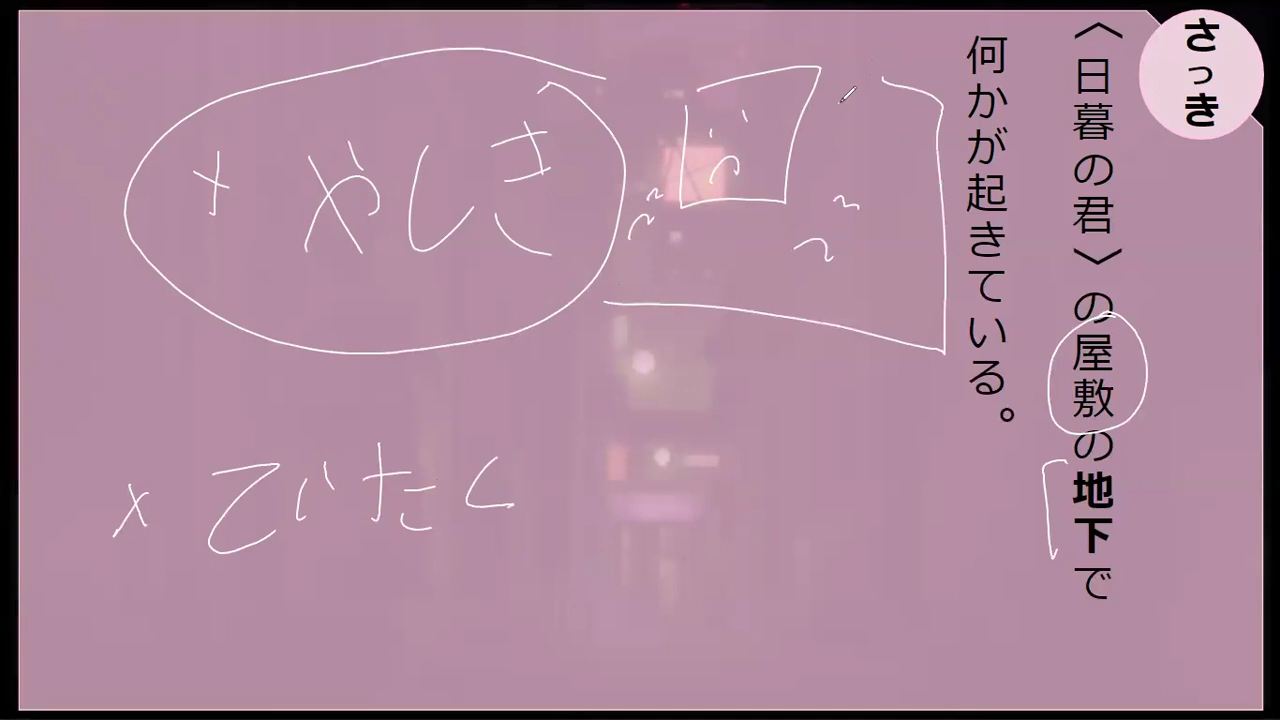 さっき
〈日暮の君〉の屋敷の地下で
何かが起きている。
+ やしき
× ていたく